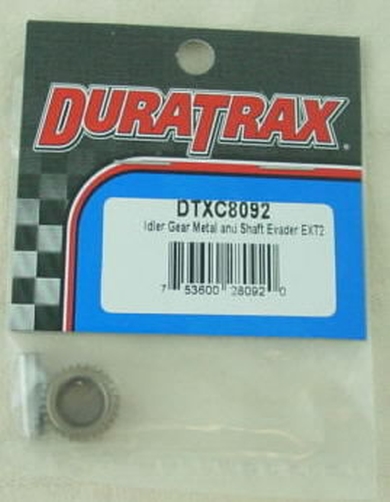 DURATRAX
DTXC8092
Idler Gear Metal and Shaft Evader EXT2
7 53600 28092 0